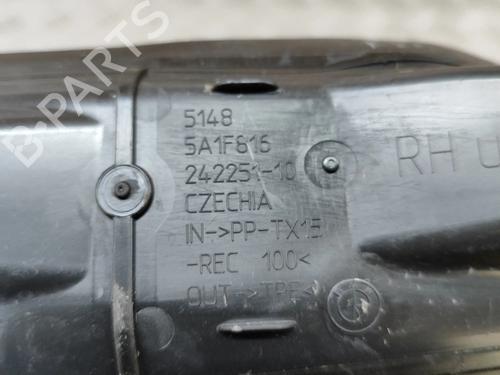 B-PARTS
5148
5A1F816
242251-10
RH
CZECHIA
IN->PP-TX15
-REC 100<
OUT->TPE<